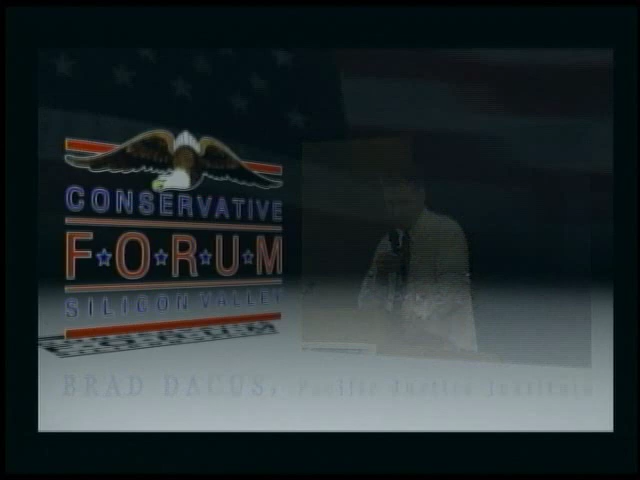 CONSERVATIVE
F★O★R★U★M
SILICON VALLEY
BRAD DACUS, Pacific Justice Institute